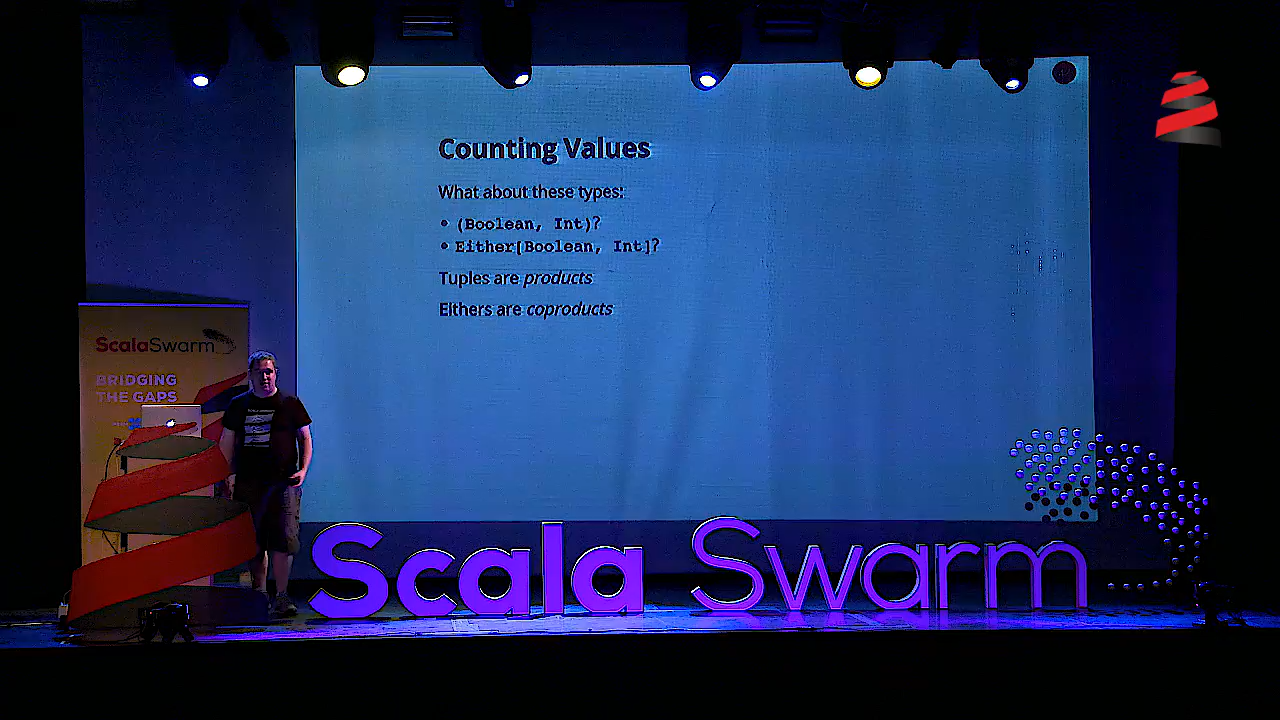 Counting Values
What about these types:
• (Boolean, Int)?
• Either[Boolean, Int]?
Tuples are products
Eithers are coproducts
ScalaSwarm
BRIDGING
THE GAPS
Scala Swarm